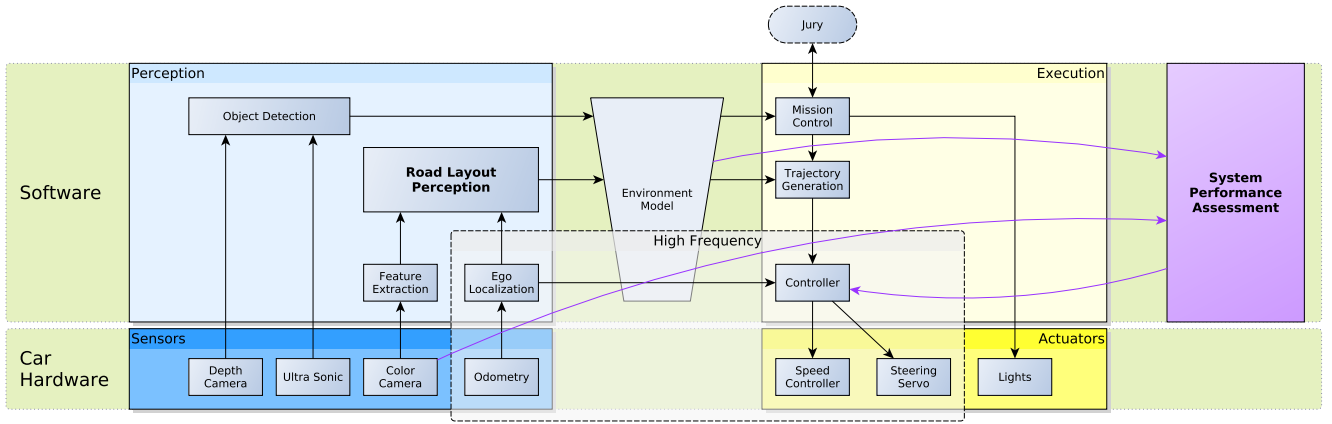 Jury
Perception
Execution
Object Detection
Mission
Control
Road Layout
Perception
Trajectory
Generation
Software
Environment
Model
System
Performance
Assessment
High Frequency
Feature
Extraction
Ego
Localization
Controller
Sensors
Actuators
Car
Hardware
Depth
Camera
Ultra Sonic
Color
Camera
Odometry
Speed
Controller
Steering
Servo
Lights